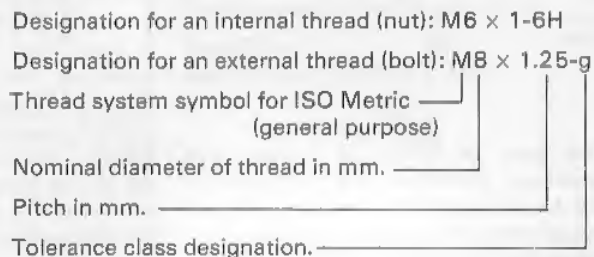 Designation for an internal thread (nut): M6 × 1-6H
Designation for an external thread (bolt): M8 × 1.25-g
Thread system symbol for ISO Metric
(general purpose)
Nominal diameter of thread in mm.
Pitch in mm.
Tolerance class designation.